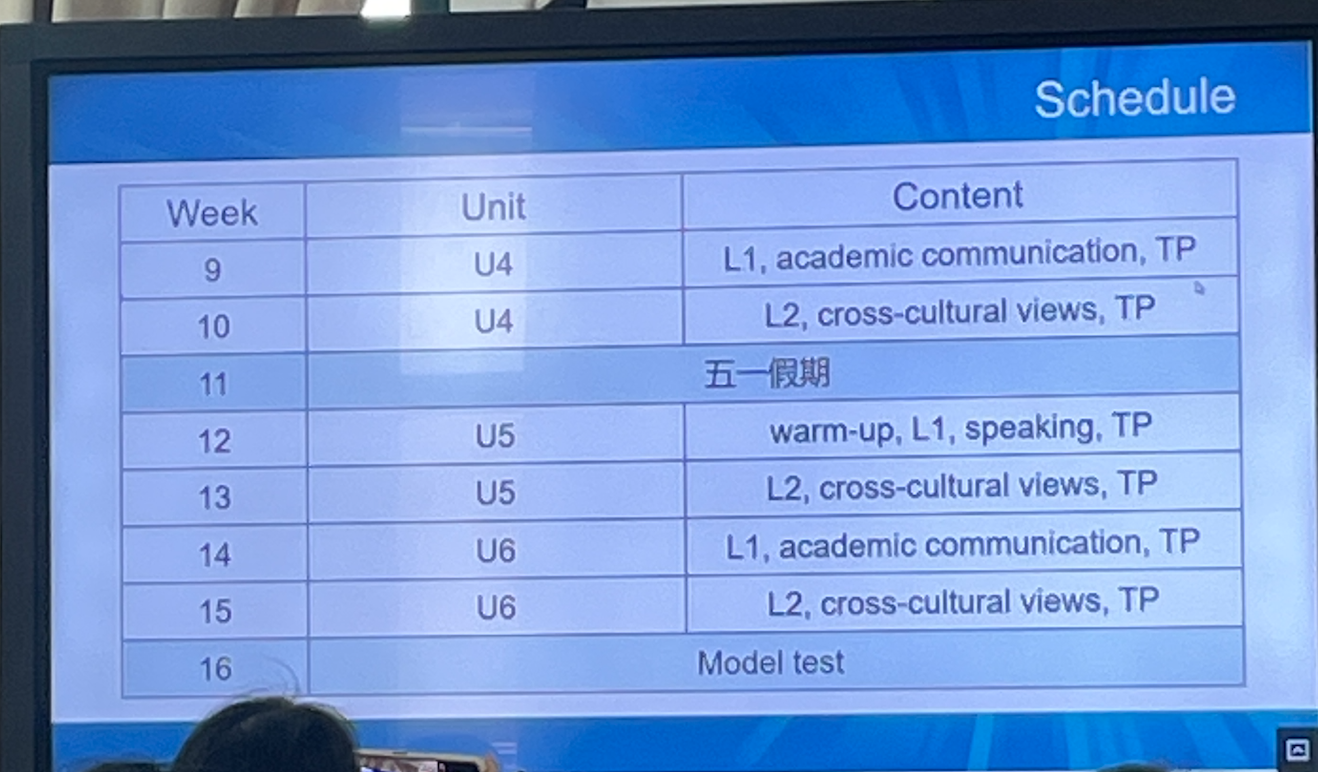 Schedule
Week Unit Content
9 U4 L1, academic communication, TP
10 U4 L2, cross-cultural views, TP
11 五一假期
12 U5 warm-up, L1, speaking, TP
13 U5 L2, cross-cultural views, TP
14 U6 L1, academic communication, TP
15 U6 L2, cross-cultural views, TP
16 Model test